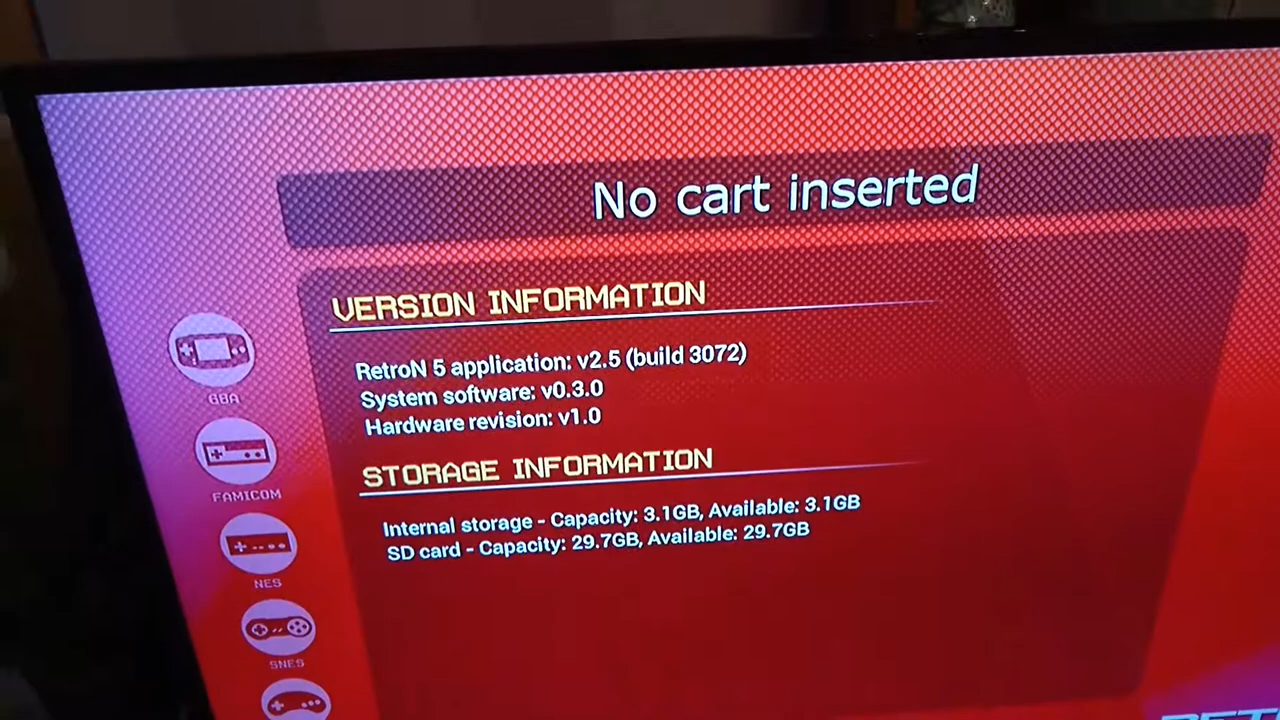 No cart inserted
VERSION INFORMATION
RetroN 5 application: v2.5 (build 3072)
System software: v0.3.0
Hardware revision: v1.0
STORAGE INFORMATION
Internal storage - Capacity: 3.1GB, Available: 3.1GB
SD card - Capacity: 29.7GB, Available: 29.7GB
GBA
FAMICOM
NES
SNES